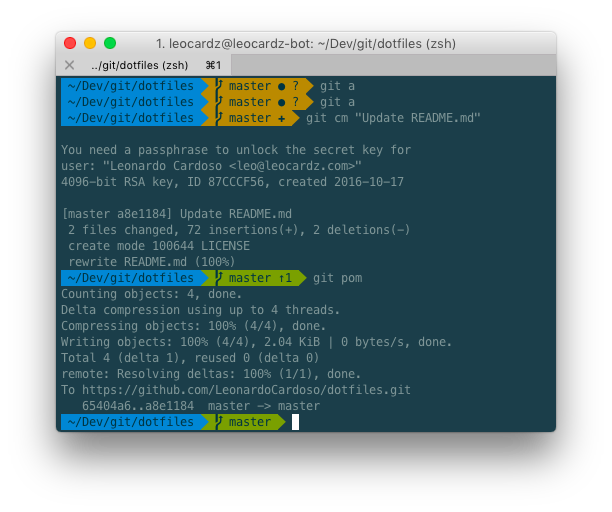 1. leocardz@leocardz-bot: ~/Dev/git/dotfiles (zsh)
× ../git/dotfiles (zsh) ⌘1
~/Dev/git/dotfiles master ● ? git a
~/Dev/git/dotfiles master ● ? git a
~/Dev/git/dotfiles master ✚ git cm "Update README.md"
You need a passphrase to unlock the secret key for
user: "Leonardo Cardoso <leo@leocardz.com>"
4096-bit RSA key, ID 87CCCF56, created 2016-10-17
[master a8e1184] Update README.md
2 files changed, 72 insertions(+), 2 deletions(-)
create mode 100644 LICENSE
rewrite README.md (100%)
~/Dev/git/dotfiles master ↑1 git pom
Counting objects: 4, done.
Delta compression using up to 4 threads.
Compressing objects: 100% (4/4), done.
Writing objects: 100% (4/4), 2.04 KiB | 0 bytes/s, done.
Total 4 (delta 1), reused 0 (delta 0)
remote: Resolving deltas: 100% (1/1), done.
To https://github.com/LeonardoCardoso/dotfiles.git
65404a6..a8e1184 master -> master
~/Dev/git/dotfiles master